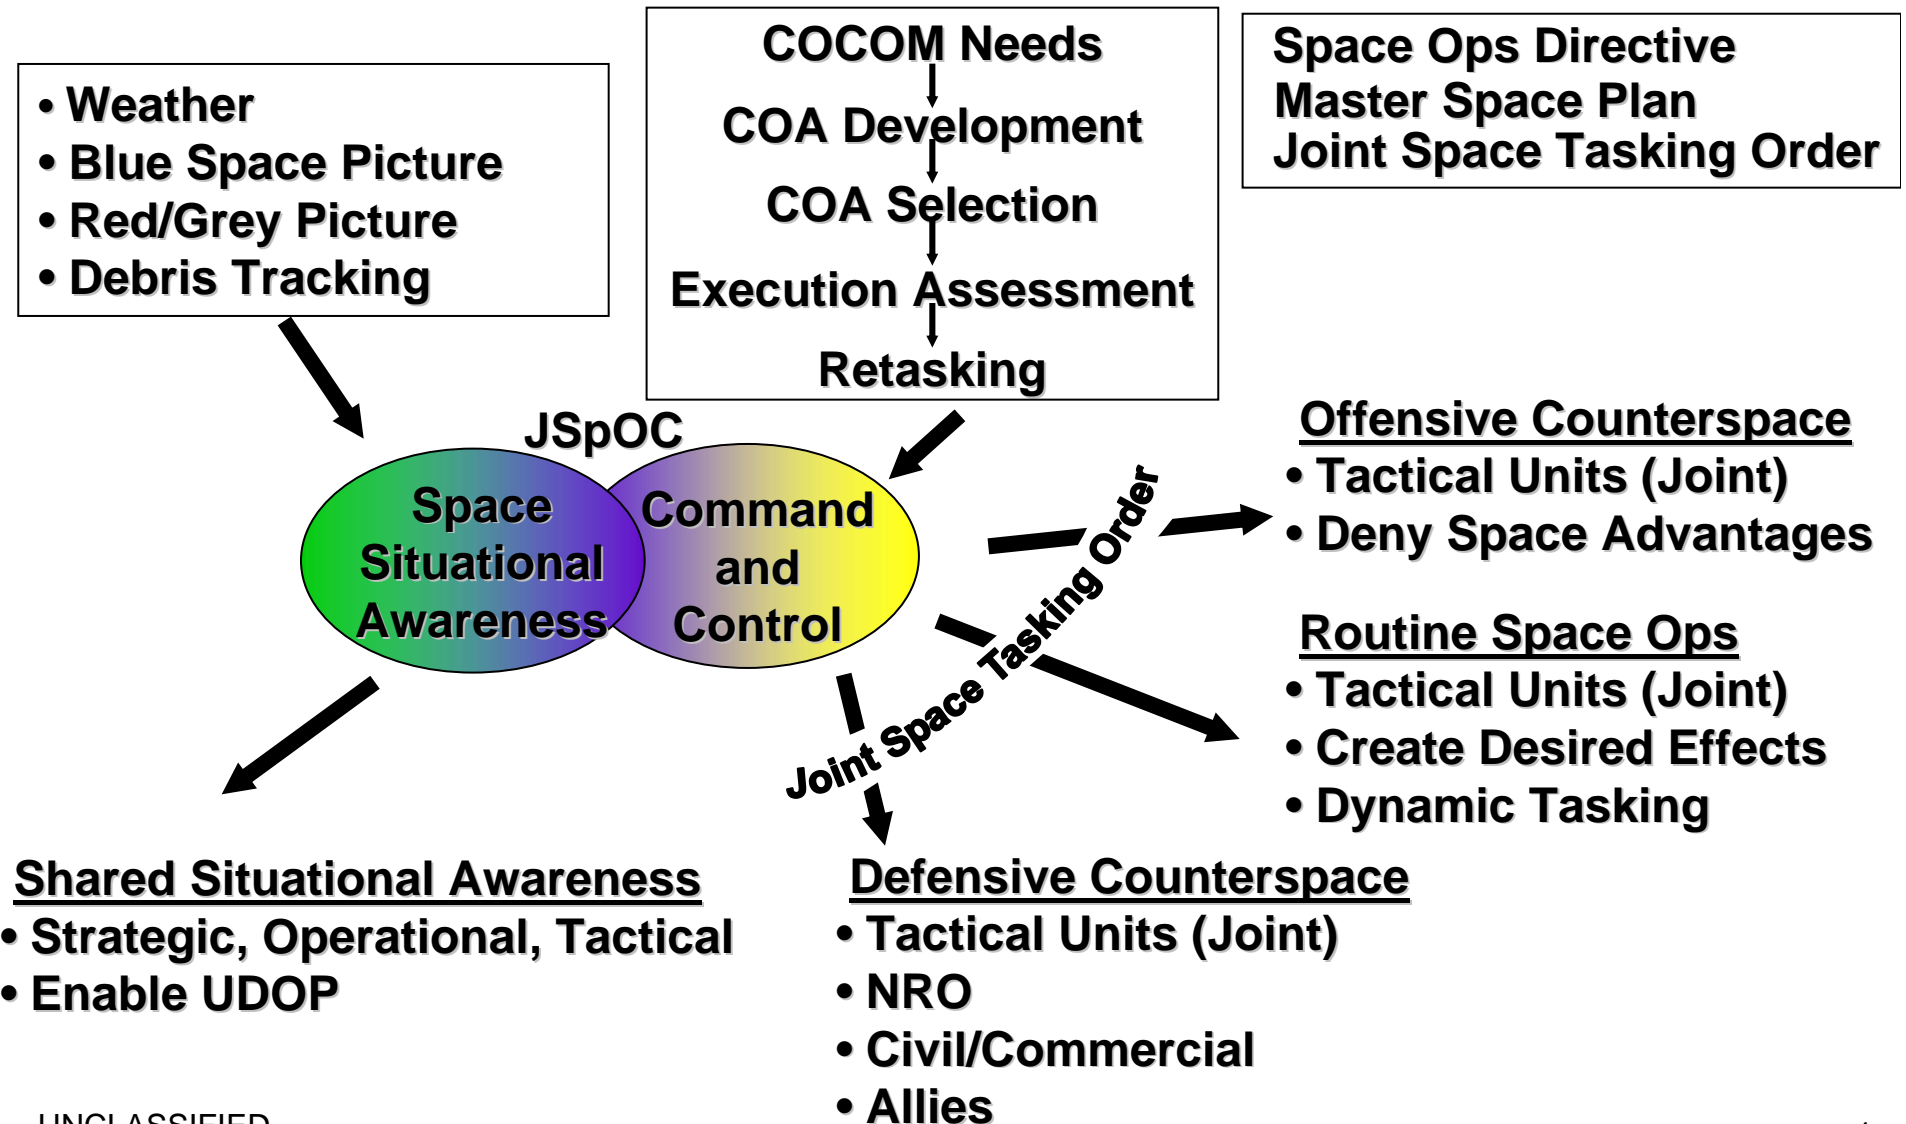 COCOM Needs
COA Development
COA Selection
Execution Assessment
Retasking
Space Ops Directive
Master Space Plan
Joint Space Tasking Order
• Weather
• Blue Space Picture
• Red/Grey Picture
• Debris Tracking
JSpOC
Space
Situational
Awareness
Command
and
Control
Joint Space Tasking Order
Offensive Counterspace
• Tactical Units (Joint)
• Deny Space Advantages
Routine Space Ops
• Tactical Units (Joint)
• Create Desired Effects
• Dynamic Tasking
Shared Situational Awareness
• Strategic, Operational, Tactical
• Enable UDOP
Defensive Counterspace
• Tactical Units (Joint)
• NRO
• Civil/Commercial
• Allies
UNCLASSIFIED